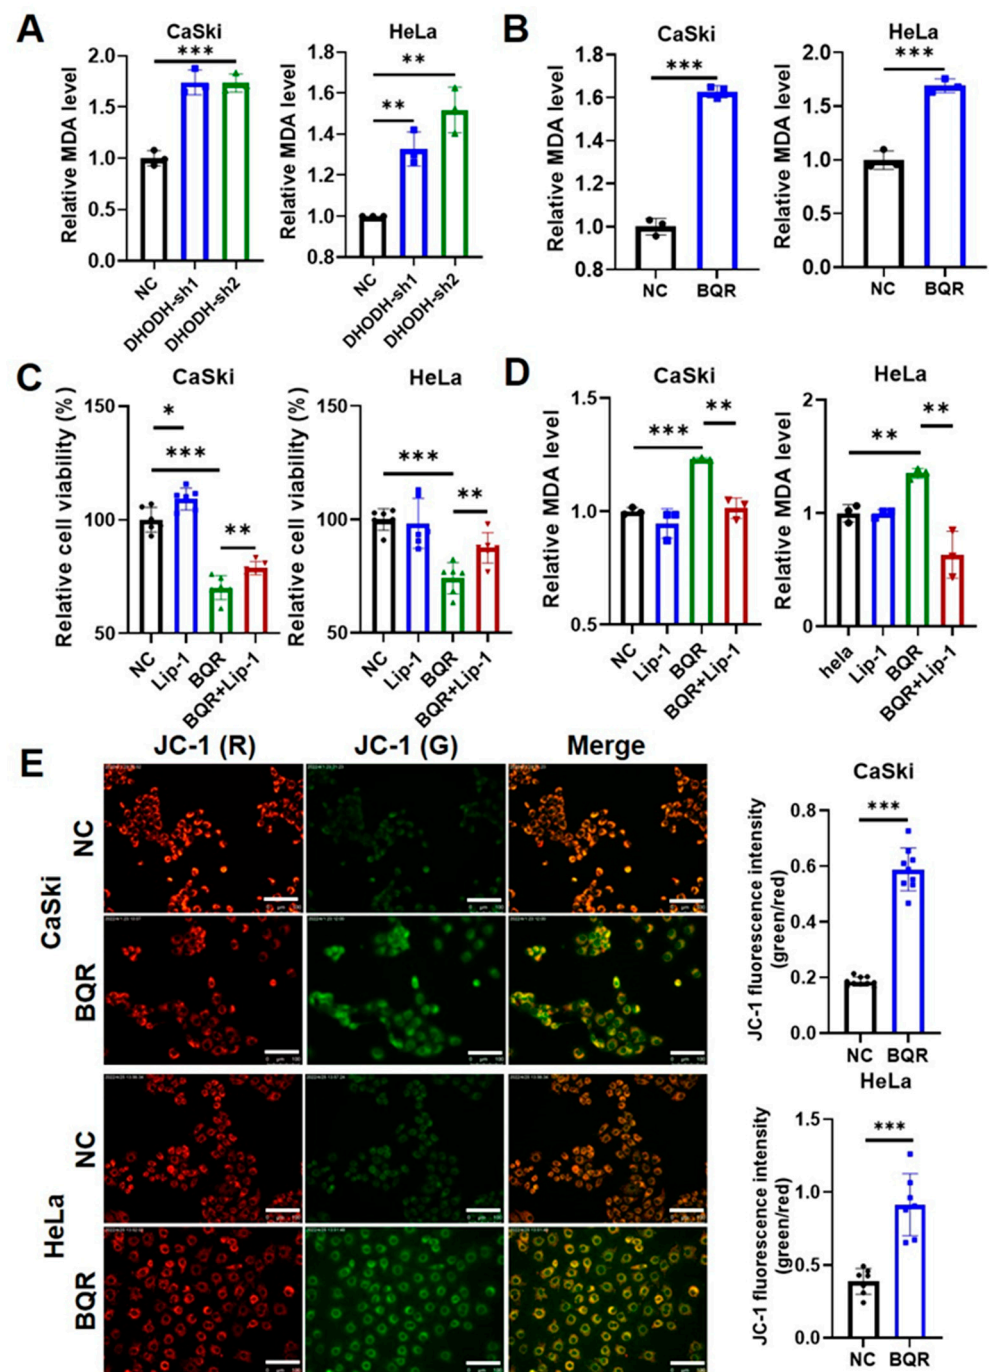 A
CaSki
Relative MDA level
2.0
1.5
1.0
0.5
0.0
***
NC
DHODH-sh1
DHODH-sh2
HeLa
Relative MDA level
1.8
1.6
1.4
1.2
1.0
0.8
**
**
NC
DHODH-sh1
DHODH-sh2
B
CaSki
Relative MDA level
1.8
1.6
1.4
1.2
1.0
0.8
***
NC
BQR
HeLa
Relative MDA level
2.0
1.5
1.0
0.5
0.0
***
NC
BQR
C
CaSki
Relative cell viability (%)
150
100
50
*
***
**
NC
Lip-1
BQR
BQR+Lip-1
HeLa
Relative cell viability (%)
150
100
50
***
**
NC
Lip-1
BQR
BQR+Lip-1
D
CaSki
Relative MDA level
1.5
1.0
0.5
***
**
NC
Lip-1
BQR
BQR+Lip-1
HeLa
Relative MDA level
2
1
0
**
**
hela
Lip-1
BQR
BQR+Lip-1
E
JC-1 (R)
JC-1 (G)
Merge
CaSki
NC
BQR
HeLa
NC
BQR
CaSki
JC-1 fluorescence intensity
(green/red)
0.8
0.6
0.4
0.2
0.0
***
NC
BQR
HeLa
JC-1 fluorescence intensity
(green/red)
1.5
1.0
0.5
0.0
***
NC
BQR